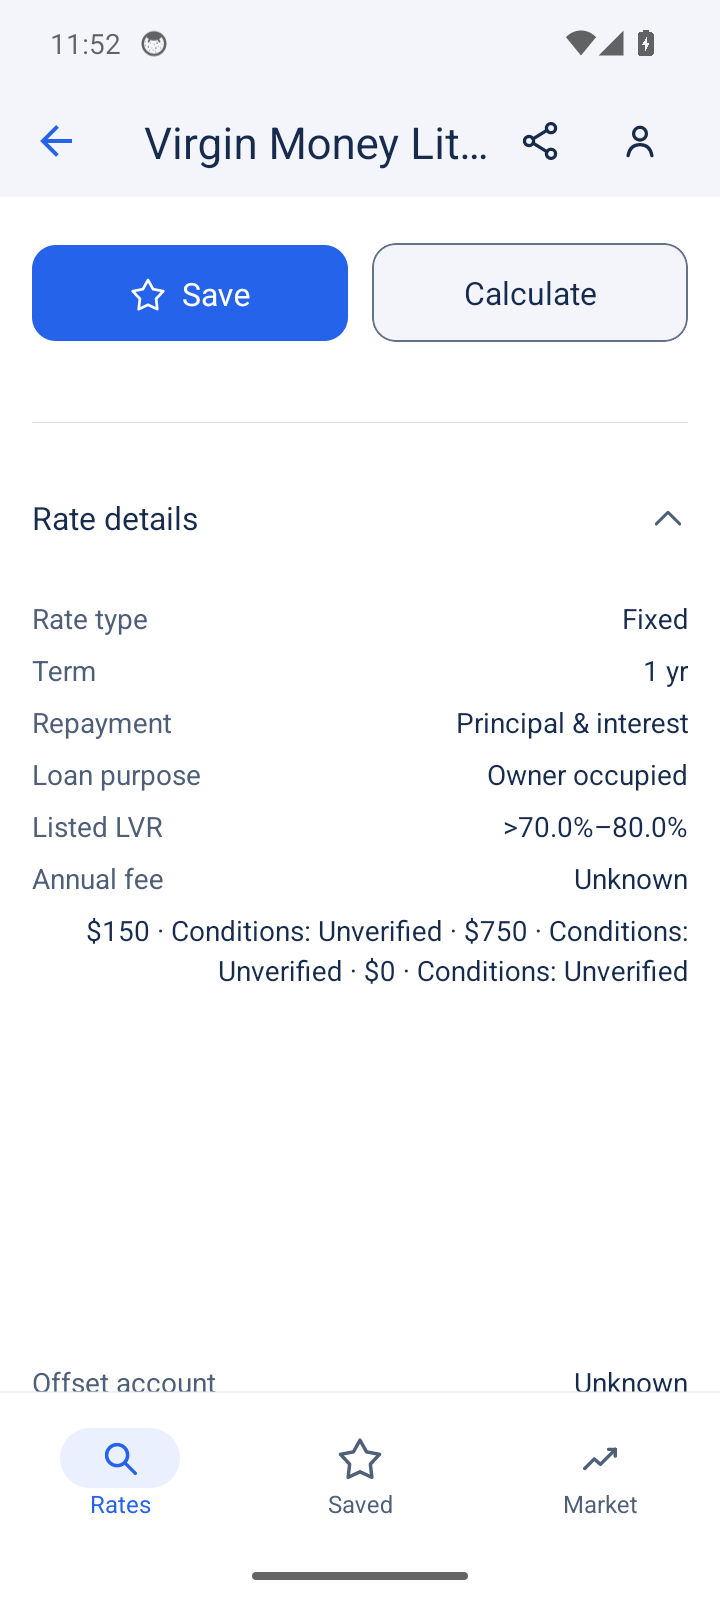 11:52
Virgin Money Lit...
Save
Calculate
Rate details
Rate type Fixed
Term 1 yr
Repayment Principal & interest
Loan purpose Owner occupied
Listed LVR >70.0%–80.0%
Annual fee Unknown
$150 · Conditions: Unverified · $750 · Conditions:
Unverified · $0 · Conditions: Unverified
Offset account Unknown
Rates
Saved
Market